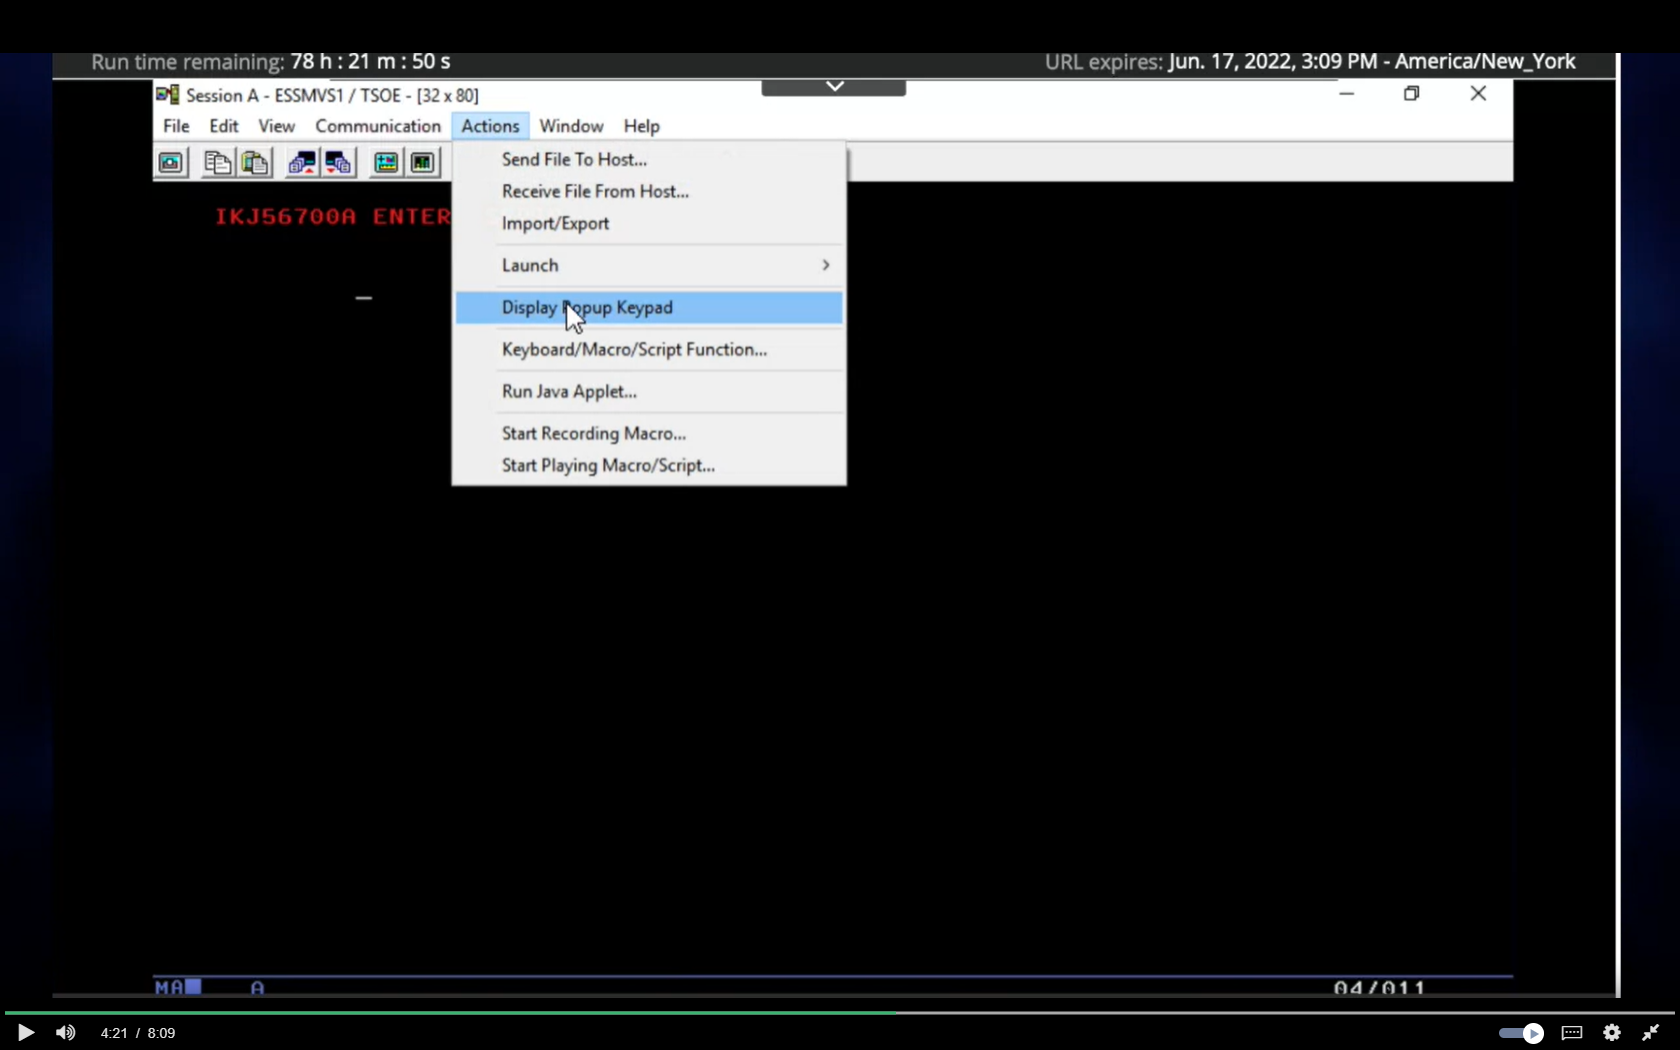 Run time remaining: 78 h : 21 m : 50 s
URL expires: Jun. 17, 2022, 3:09 PM - America/New_York
Session A - ESSMVS1 / TSOE - [32 x 80]
File Edit View Communication Actions Window Help
Send File To Host...
Receive File From Host...
Import/Export
Launch
Display Popup Keypad
Keyboard/Macro/Script Function...
Run Java Applet...
Start Recording Macro...
Start Playing Macro/Script...
IKJ56700A ENTER
MA A
04/011
4:21 / 8:09